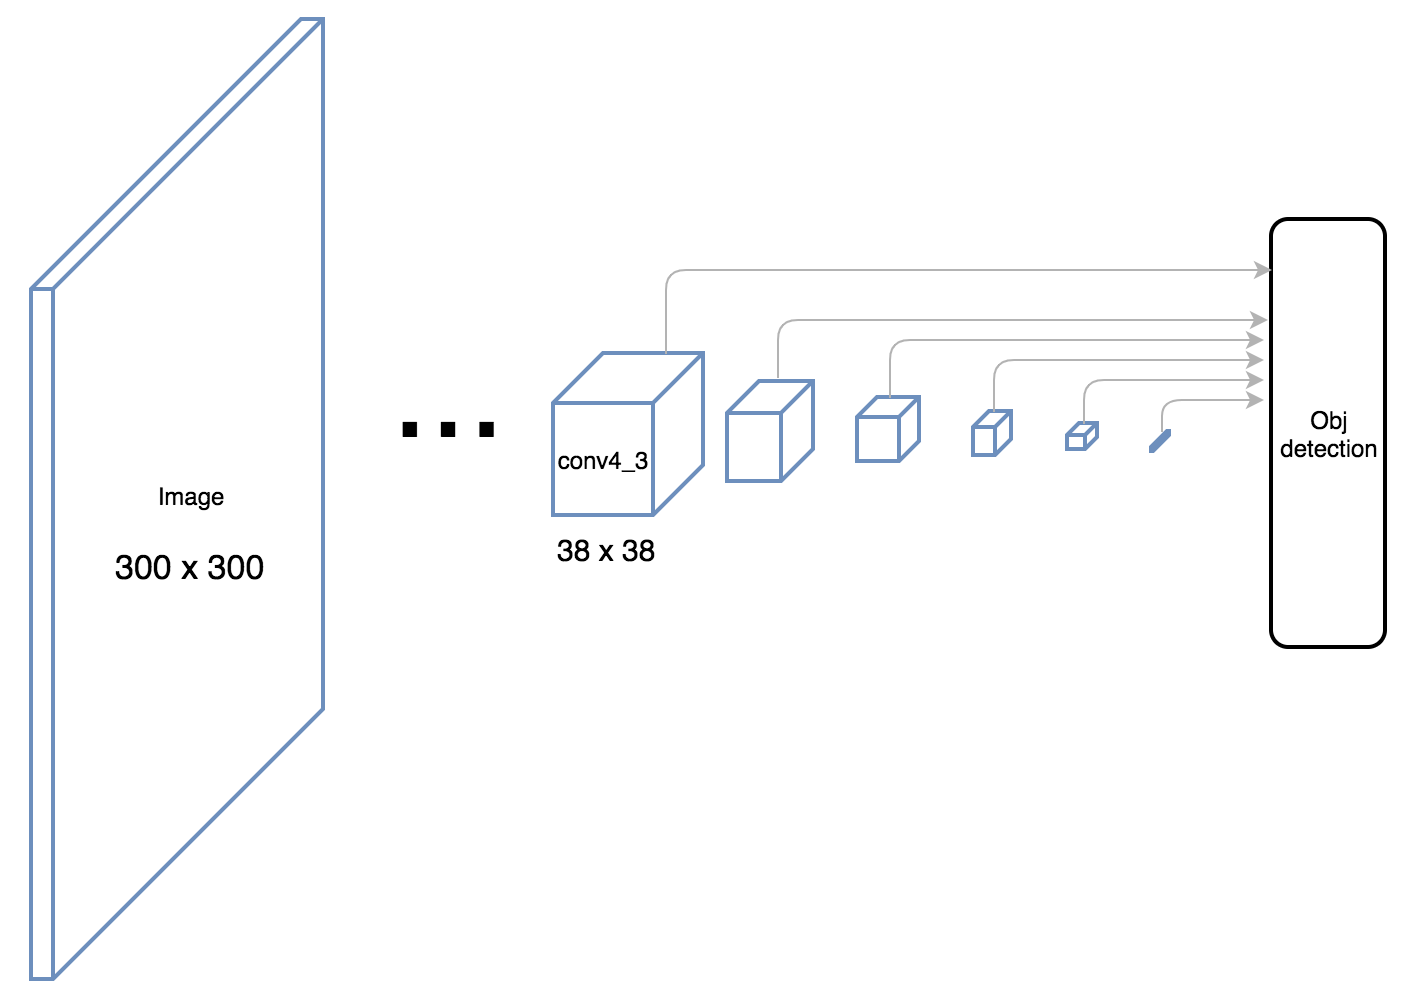 Image
300 x 300
conv4_3
38 x 38
Obj
detection